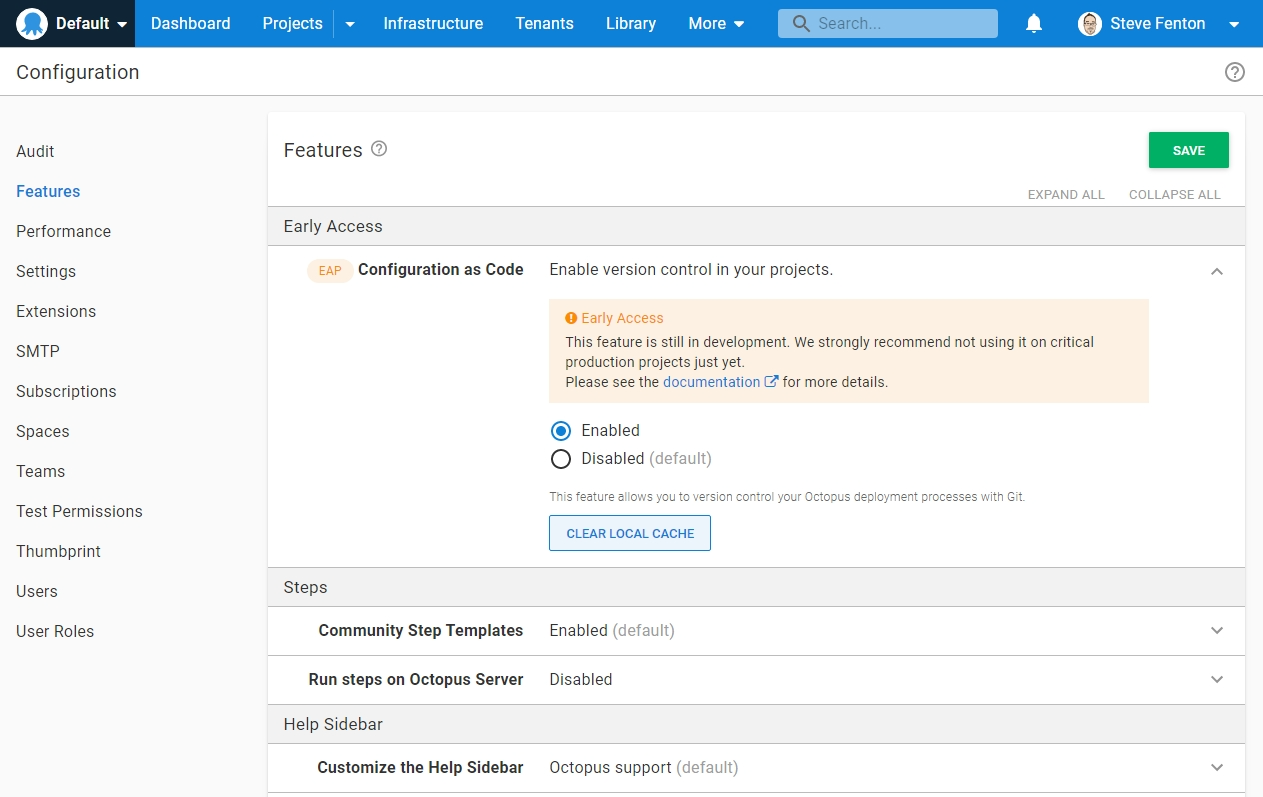 Default Dashboard Projects Infrastructure Tenants Library More Search... Steve Fenton
Configuration
Audit
Features
Performance
Settings
Extensions
SMTP
Subscriptions
Spaces
Teams
Test Permissions
Thumbprint
Users
User Roles
Features
SAVE
EXPAND ALL COLLAPSE ALL
Early Access
EAP Configuration as Code Enable version control in your projects.
Early Access
This feature is still in development. We strongly recommend not using it on critical
production projects just yet.
Please see the documentation for more details.
Enabled
Disabled (default)
This feature allows you to version control your Octopus deployment processes with Git.
CLEAR LOCAL CACHE
Steps
Community Step Templates Enabled (default)
Run steps on Octopus Server Disabled
Help Sidebar
Customize the Help Sidebar Octopus support (default)